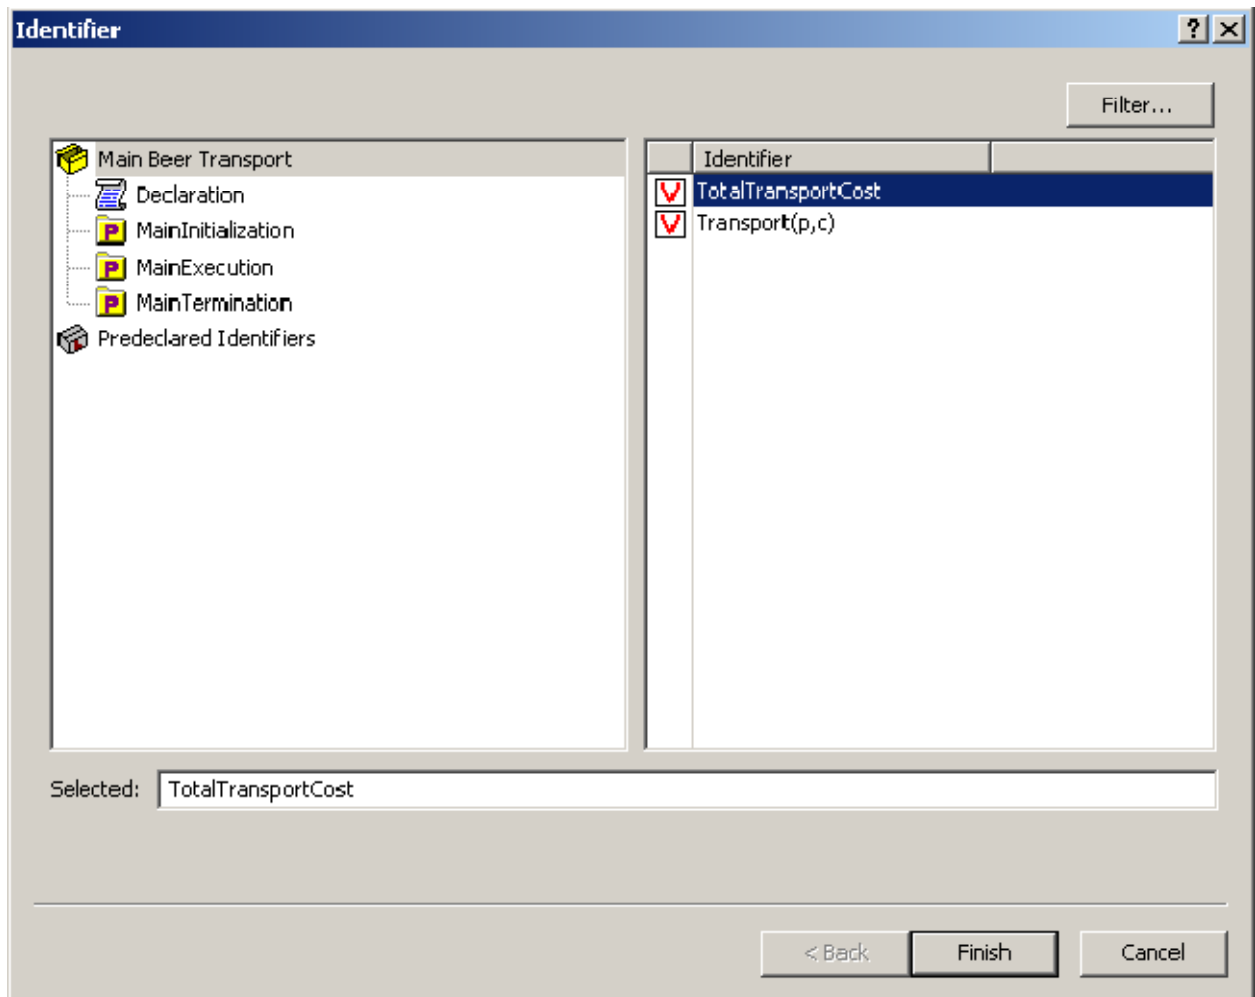 Identifier
Filter...
Main Beer Transport
Declaration
MainInitialization
MainExecution
MainTermination
Predeclared Identifiers
Identifier
TotalTransportCost
Transport(p,c)
Selected: TotalTransportCost
< Back Finish Cancel